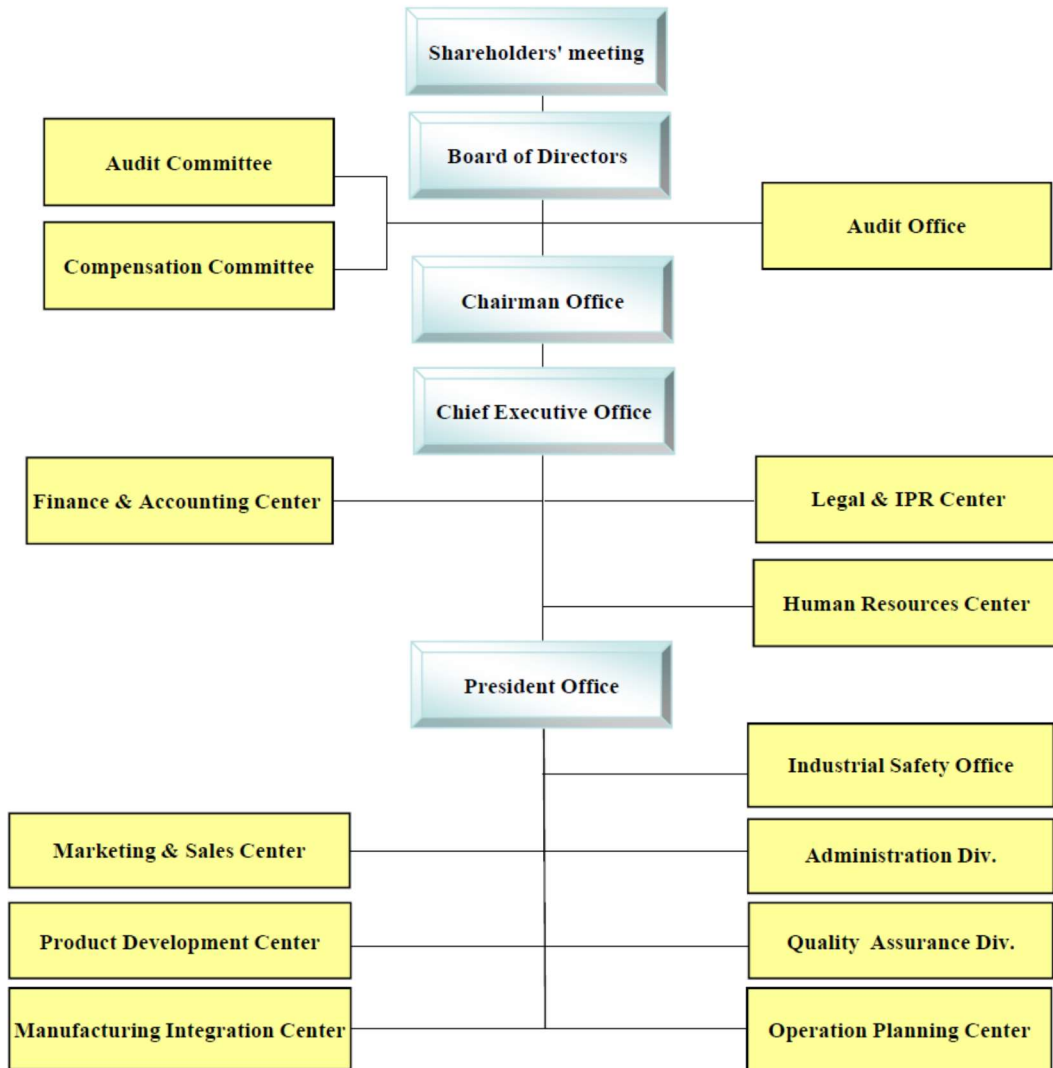 Shareholders' meeting
Board of Directors
Audit Committee
Audit Office
Compensation Committee
Chairman Office
Chief Executive Office
Finance & Accounting Center
Legal & IPR Center
Human Resources Center
President Office
Industrial Safety Office
Marketing & Sales Center
Administration Div.
Product Development Center
Quality Assurance Div.
Manufacturing Integration Center
Operation Planning Center